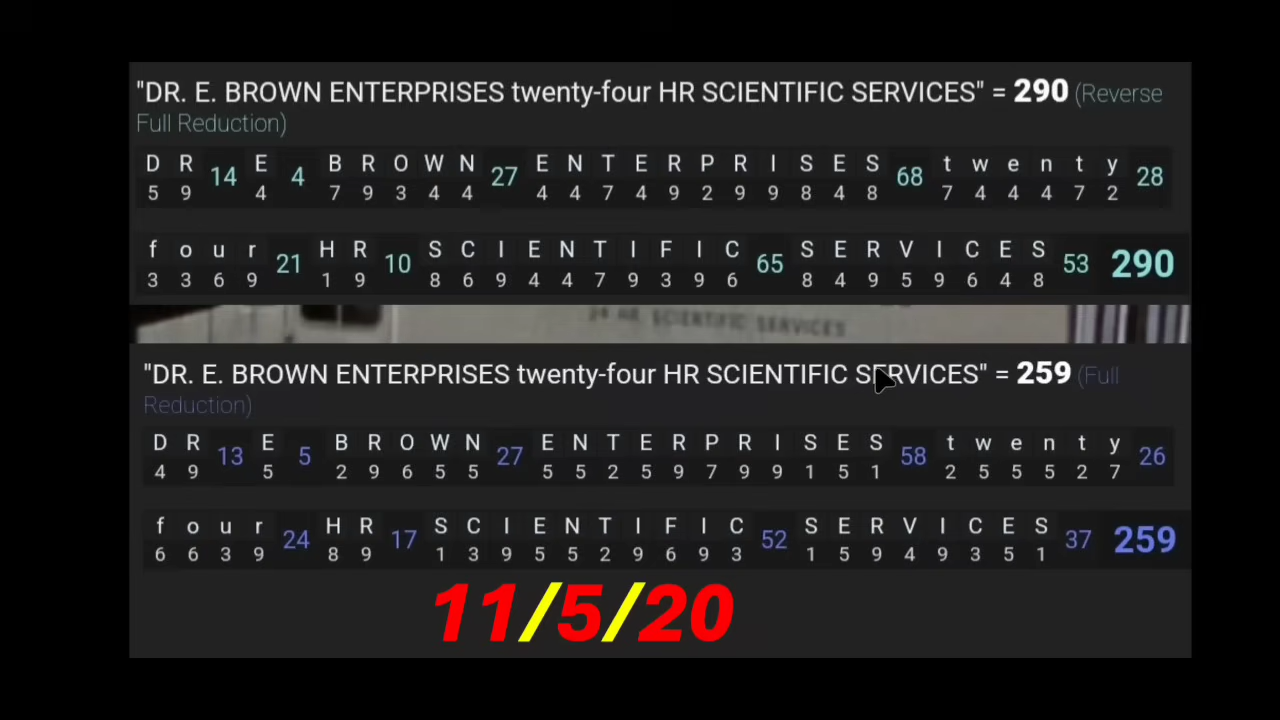 "DR. E. BROWN ENTERPRISES twenty-four HR SCIENTIFIC SERVICES" = 290 (Reverse
Full Reduction)
D R 14 E 4 B R O W N 27 E N T E R P R I S E S 68 t w e n t y 28
5 9 4 7 9 3 4 4 4 4 7 4 9 2 9 9 8 4 8 7 4 4 4 7 2
f o u r 21 H R 10 S C I E N T I F I C 65 S E R V I C E S 53 290
3 3 6 9 1 9 8 6 9 4 4 7 9 3 9 6 8 4 9 5 9 6 4 8
24 HR. SCIENTIFIC SERVICES
"DR. E. BROWN ENTERPRISES twenty-four HR SCIENTIFIC SERVICES" = 259 (Full
Reduction)
D R 13 E 5 B R O W N 27 E N T E R P R I S E S 58 t w e n t y 26
4 9 5 2 9 6 5 5 5 5 2 5 9 7 9 9 1 5 1 2 5 5 5 2 7
f o u r 24 H R 17 S C I E N T I F I C 52 S E R V I C E S 37 259
6 6 3 9 8 9 1 3 9 5 5 2 9 6 9 3 1 5 9 4 9 3 5 1
11/5/20